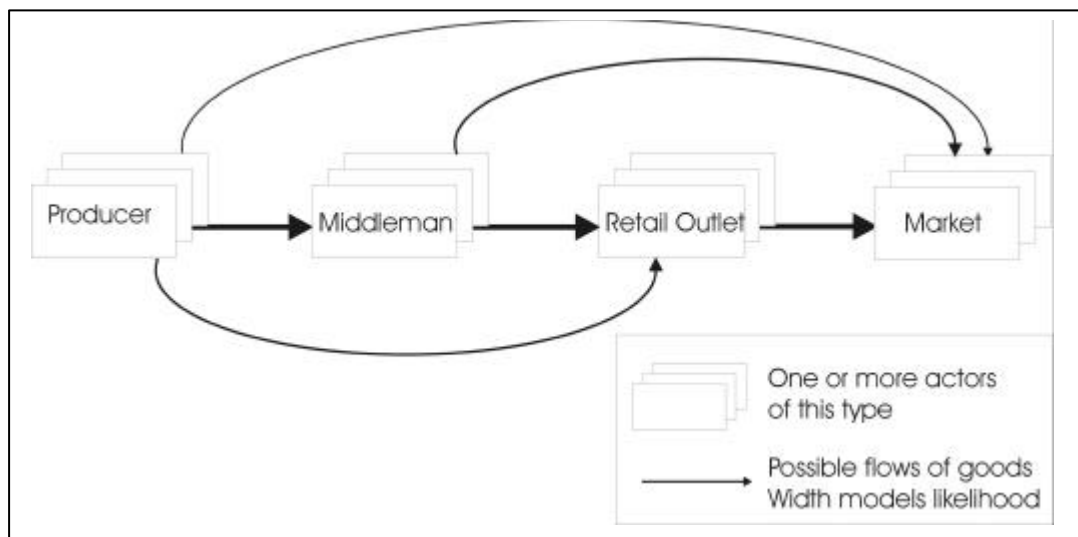 Producer
Middleman
Retail Outlet
Market
One or more actors
of this type
Possible flows of goods
Width models likelihood